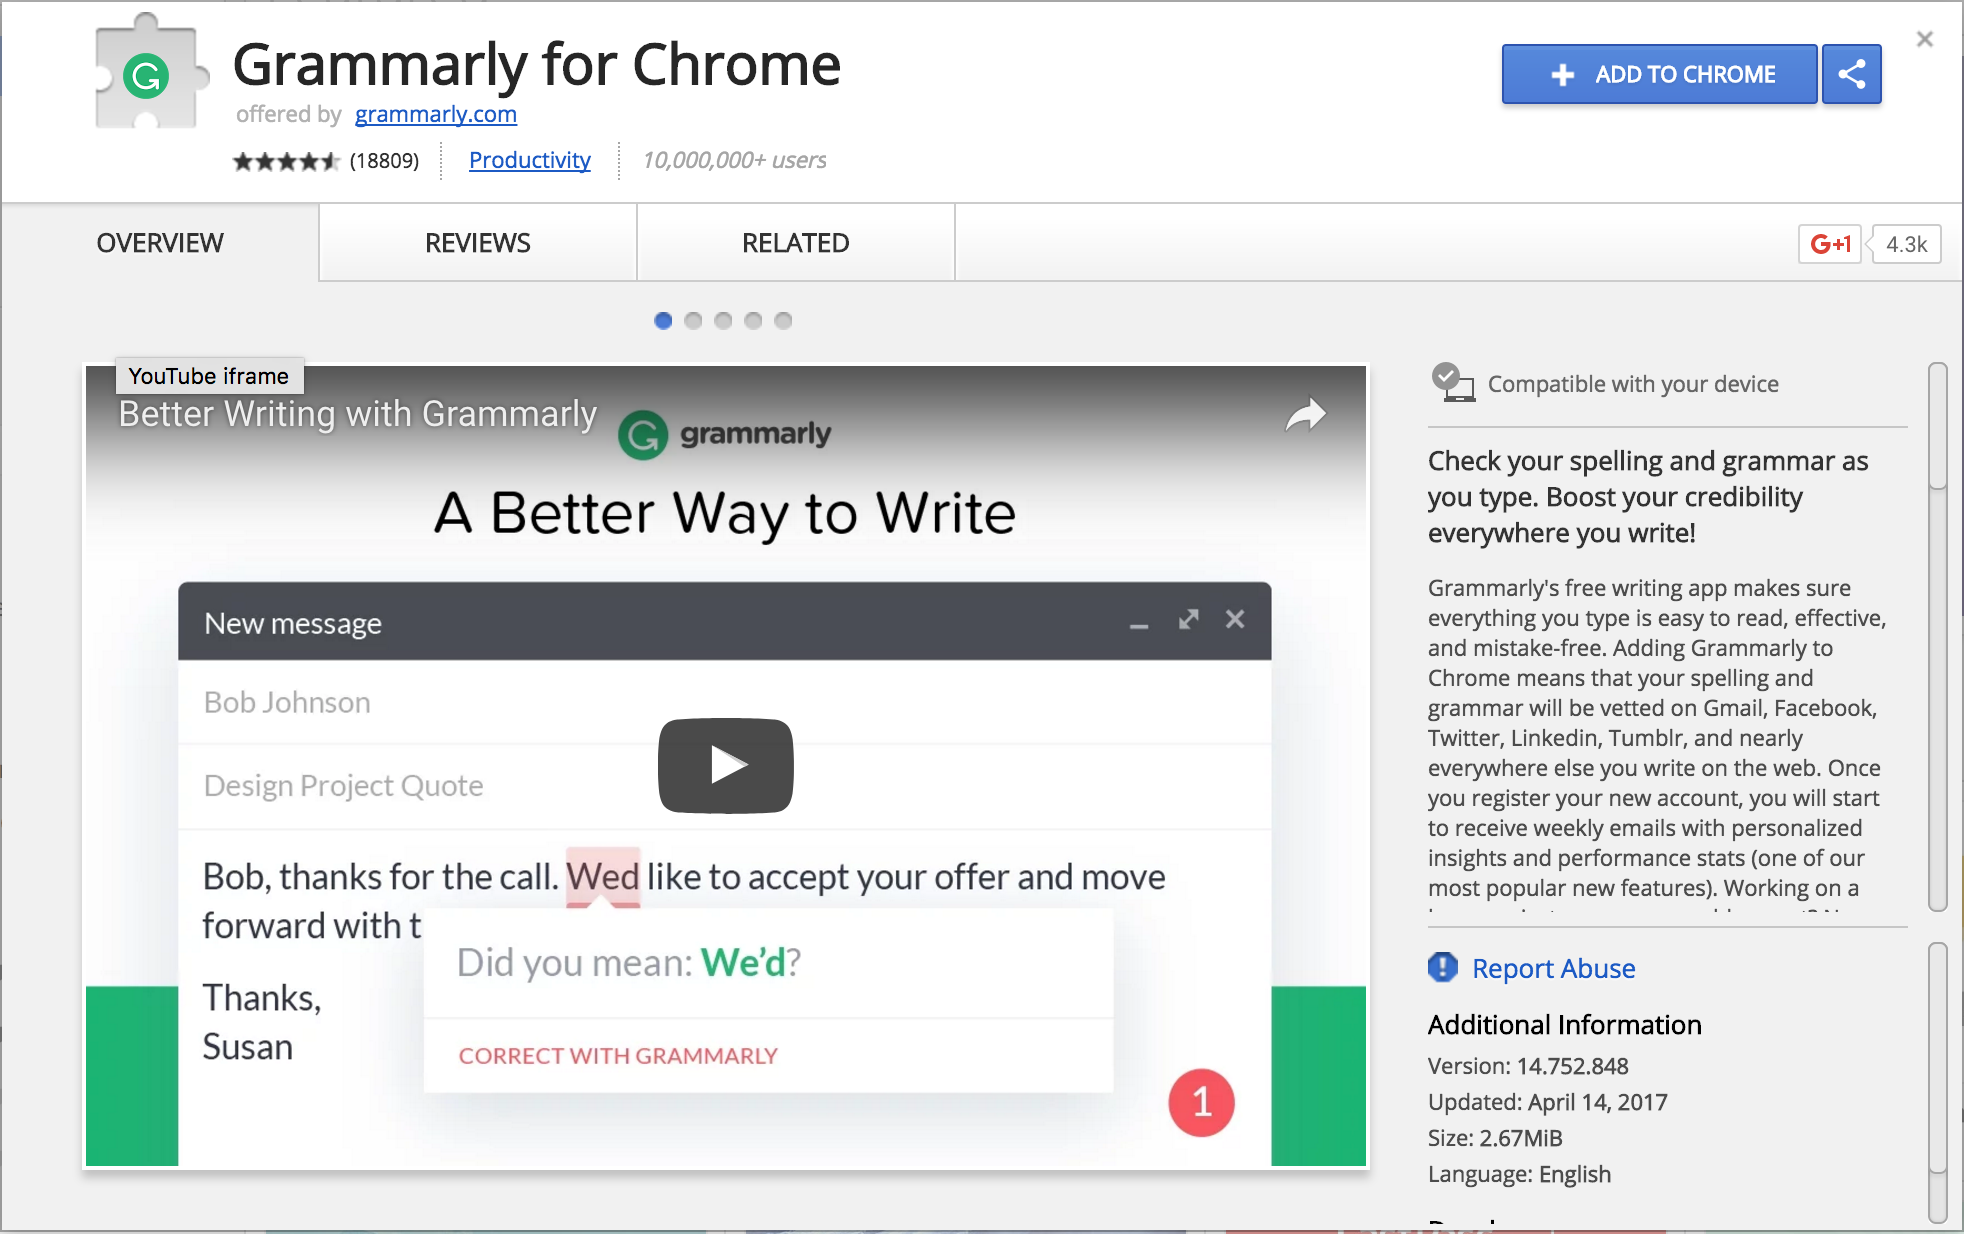 Grammarly for Chrome
offered by grammarly.com
(18809) Productivity 10,000,000+ users
+ ADD TO CHROME
OVERVIEW
REVIEWS
RELATED
G+1
4.3k
YouTube iframe
Better Writing with Grammarly
grammarly
A Better Way to Write
New message
Bob Johnson
Design Project Quote
Bob, thanks for the call. Wed like to accept your offer and move
forward with t
Did you mean: We'd?
CORRECT WITH GRAMMARLY
Thanks,
Susan
1
Compatible with your device
Check your spelling and grammar as
you type. Boost your credibility
everywhere you write!
Grammarly's free writing app makes sure
everything you type is easy to read, effective,
and mistake-free. Adding Grammarly to
Chrome means that your spelling and
grammar will be vetted on Gmail, Facebook,
Twitter, Linkedin, Tumblr, and nearly
everywhere else you write on the web. Once
you register your new account, you will start
to receive weekly emails with personalized
insights and performance stats (one of our
most popular new features). Working on a
Report Abuse
Additional Information
Version: 14.752.848
Updated: April 14, 2017
Size: 2.67MiB
Language: English